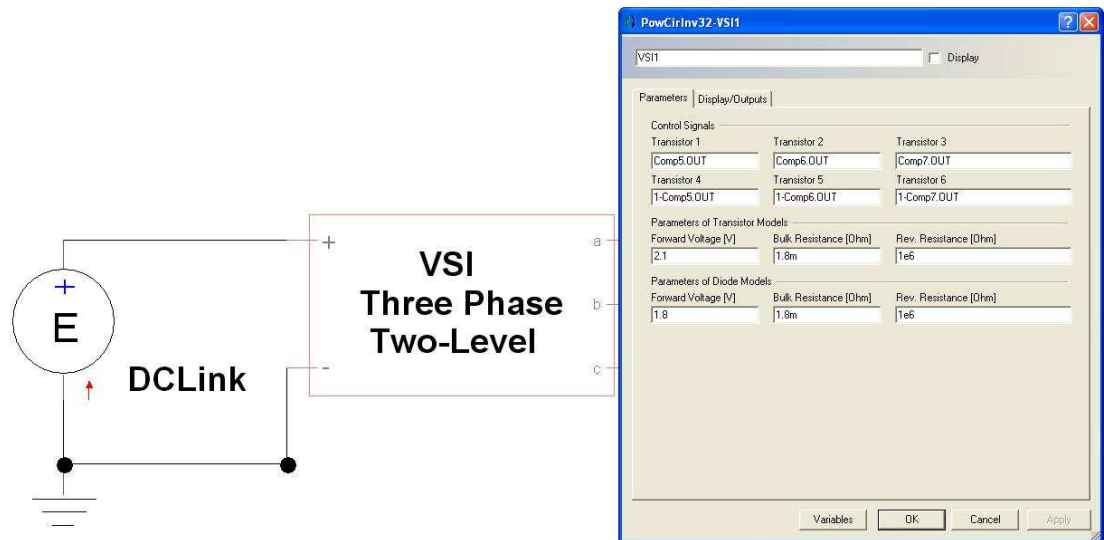 PowCirInv32-VSI1
VSI1
Display
Parameters
Display/Outputs
Control Signals
Transistor 1 Transistor 2 Transistor 3
Comp5.OUT Comp6.OUT Comp7.OUT
Transistor 4 Transistor 5 Transistor 6
1-Comp5.OUT 1-Comp6.OUT 1-Comp7.OUT
Parameters of Transistor Models
Forward Voltage [V] Bulk Resistance [Ohm] Rev. Resistance [Ohm]
2.1 1.8m 1e6
Parameters of Diode Models
Forward Voltage [V] Bulk Resistance [Ohm] Rev. Resistance [Ohm]
1.8 1.8m 1e6
Variables OK Cancel Apply
+
E
DCLink
+
-
VSI
Three Phase
Two-Level
a
b
c